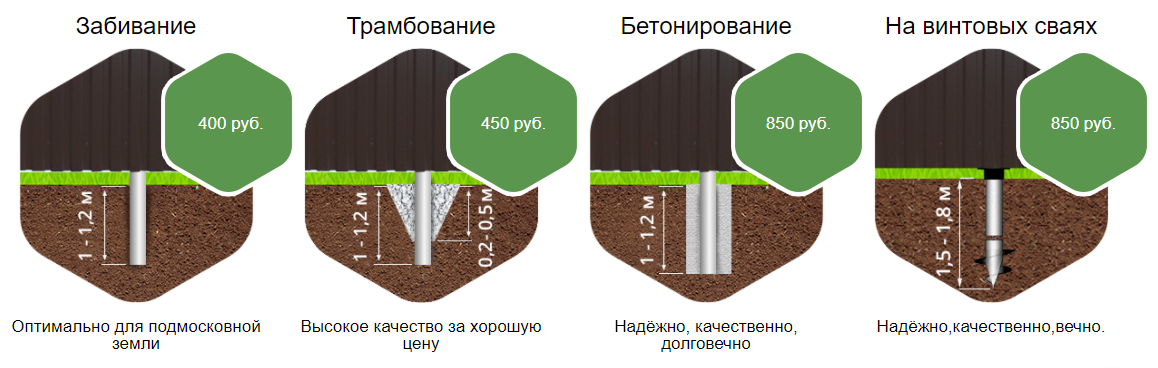 Забивание
Трамбование
Бетонирование
На винтовых сваях
400 руб.
450 руб.
850 руб.
850 руб.
1 - 1,2 м
1 - 1,2 м
0,2- 0,5м
1 - 1,2 м
1,5 - 1,8 м
Оптимально для подмосковной
земли
Высокое качество за хорошую
цену
Надёжно, качественно,
долговечно
Надёжно,качественно,вечно.